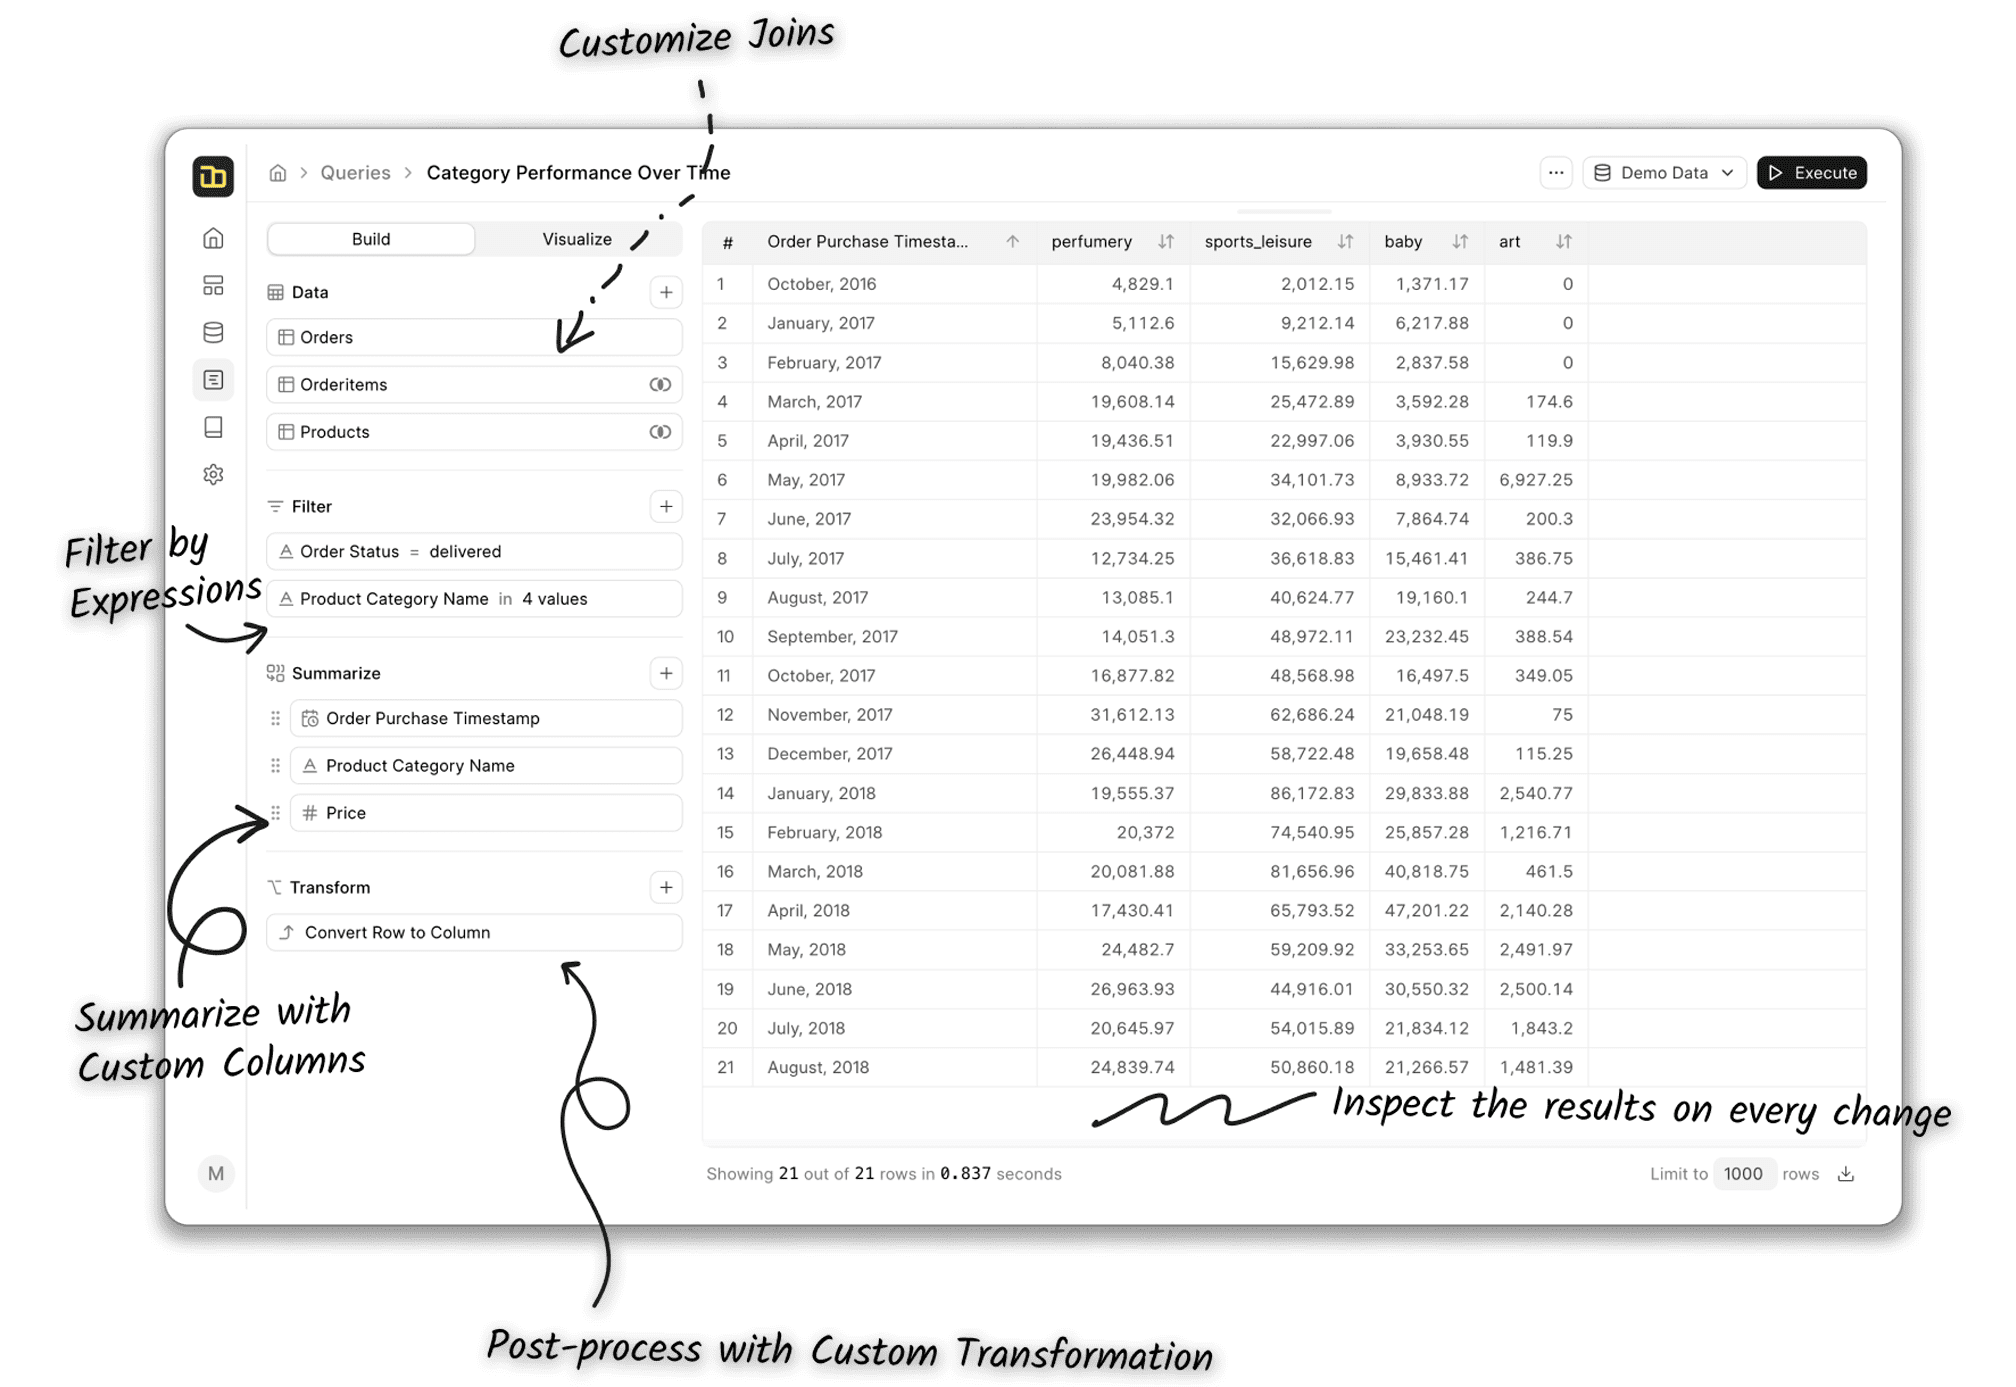 Customize Joins
Queries
Category Performance Over Time
...
Demo Data
Execute
Build
Visualize
Data
Orders
Orderitems
Products
Filter
Order Status = delivered
Product Category Name in 4 values
Filter by
Expressions
Summarize
Order Purchase Timestamp
Product Category Name
# Price
Transform
Convert Row to Column
Summarize with
Custom Columns
M
# Order Purchase Timesta... perfumery sports_leisure baby art
1 October, 2016 4,829.1 2,012.15 1,371.17 0
2 January, 2017 5,112.6 9,212.14 6,217.88 0
3 February, 2017 8,040.38 15,629.98 2,837.58 0
4 March, 2017 19,608.14 25,472.89 3,592.28 174.6
5 April, 2017 19,436.51 22,997.06 3,930.55 119.9
6 May, 2017 19,982.06 34,101.73 8,933.72 6,927.25
7 June, 2017 23,954.32 32,066.93 7,864.74 200.3
8 July, 2017 12,734.25 36,618.83 15,461.41 386.75
9 August, 2017 13,085.1 40,624.77 19,160.1 244.7
10 September, 2017 14,051.3 48,972.11 23,232.45 388.54
11 October, 2017 16,877.82 48,568.98 16,497.5 349.05
12 November, 2017 31,612.13 62,686.24 21,048.19 75
13 December, 2017 26,448.94 58,722.48 19,658.48 115.25
14 January, 2018 19,555.37 86,172.83 29,833.88 2,540.77
15 February, 2018 20,372 74,540.95 25,857.28 1,216.71
16 March, 2018 20,081.88 81,656.96 40,818.75 461.5
17 April, 2018 17,430.41 65,793.52 47,201.22 2,140.28
18 May, 2018 24,482.7 59,209.92 33,253.65 2,491.97
19 June, 2018 26,963.93 44,916.01 30,550.32 2,500.14
20 July, 2018 20,645.97 54,015.89 21,834.12 1,843.2
21 August, 2018 24,839.74 50,860.18 21,266.57 1,481.39
Inspect the results on every change
Showing 21 out of 21 rows in 0.837 seconds
Limit to 1000 rows
Post-process with Custom Transformation